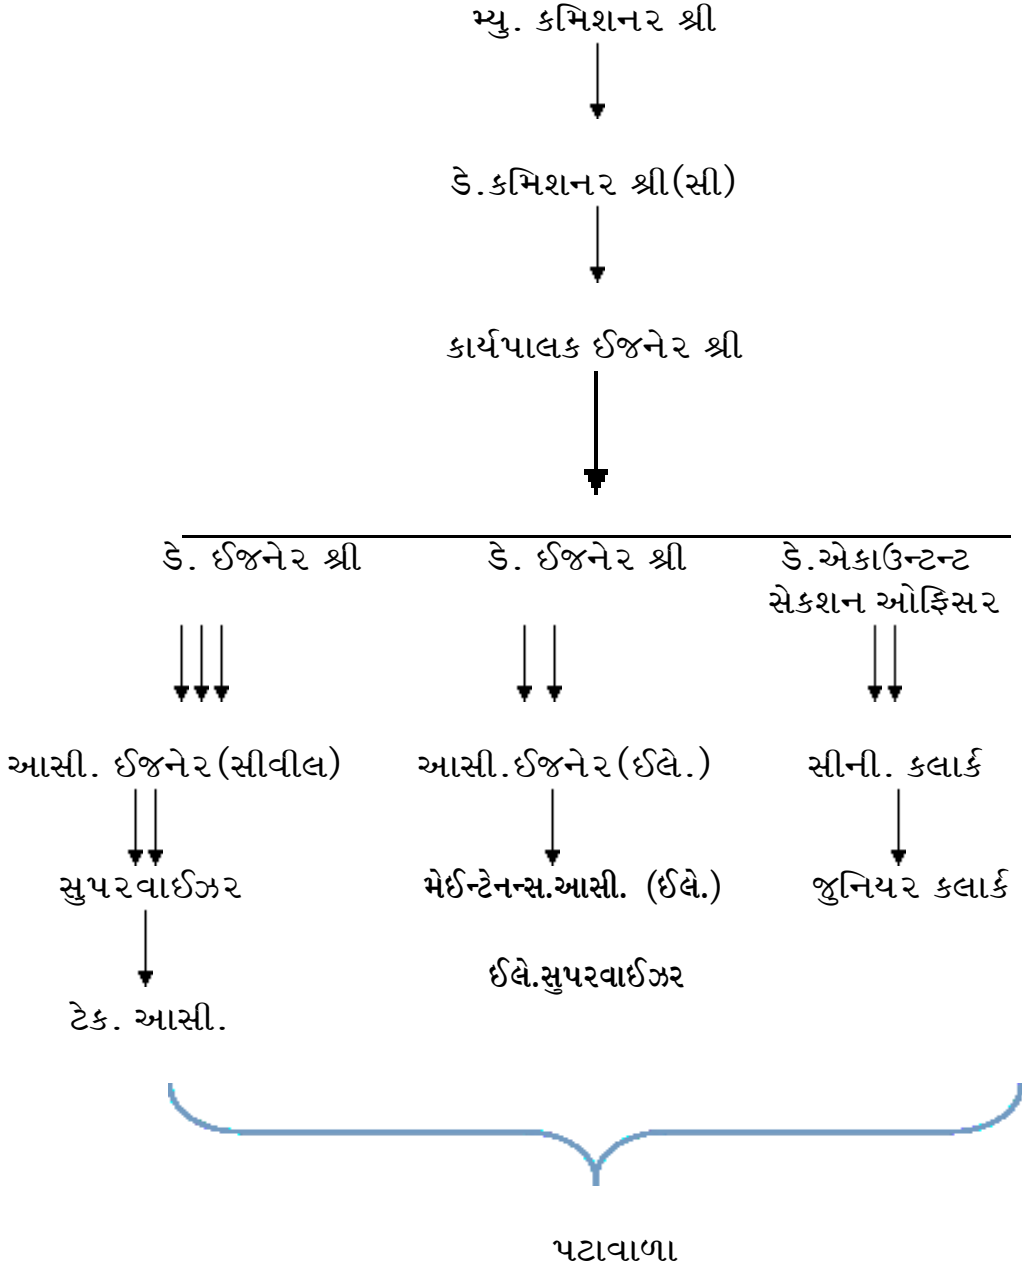 મ્યુ. કમિશનર શ્રી
ડે.કમિશનર શ્રી(સી)
કાર્યપાલક ઈજનેર શ્રી
ડે. ઈજનેર શ્રી
ડે. ઈજનેર શ્રી
ડે.એકાઉન્ટન્ટ
સેકશન ઓફિસર
આસી. ઈજનેર(સીવીલ)
આસી.ઈજનેર(ઈલે.)
સીની. કલાર્ક
સુપરવાઈઝર
મેઈન્ટેનન્સ.આસી. (ઈલે.)
જુનિયર કલાર્ક
ઈલે.સુપરવાઈઝર
ટેક. આસી.
પટાવાળા